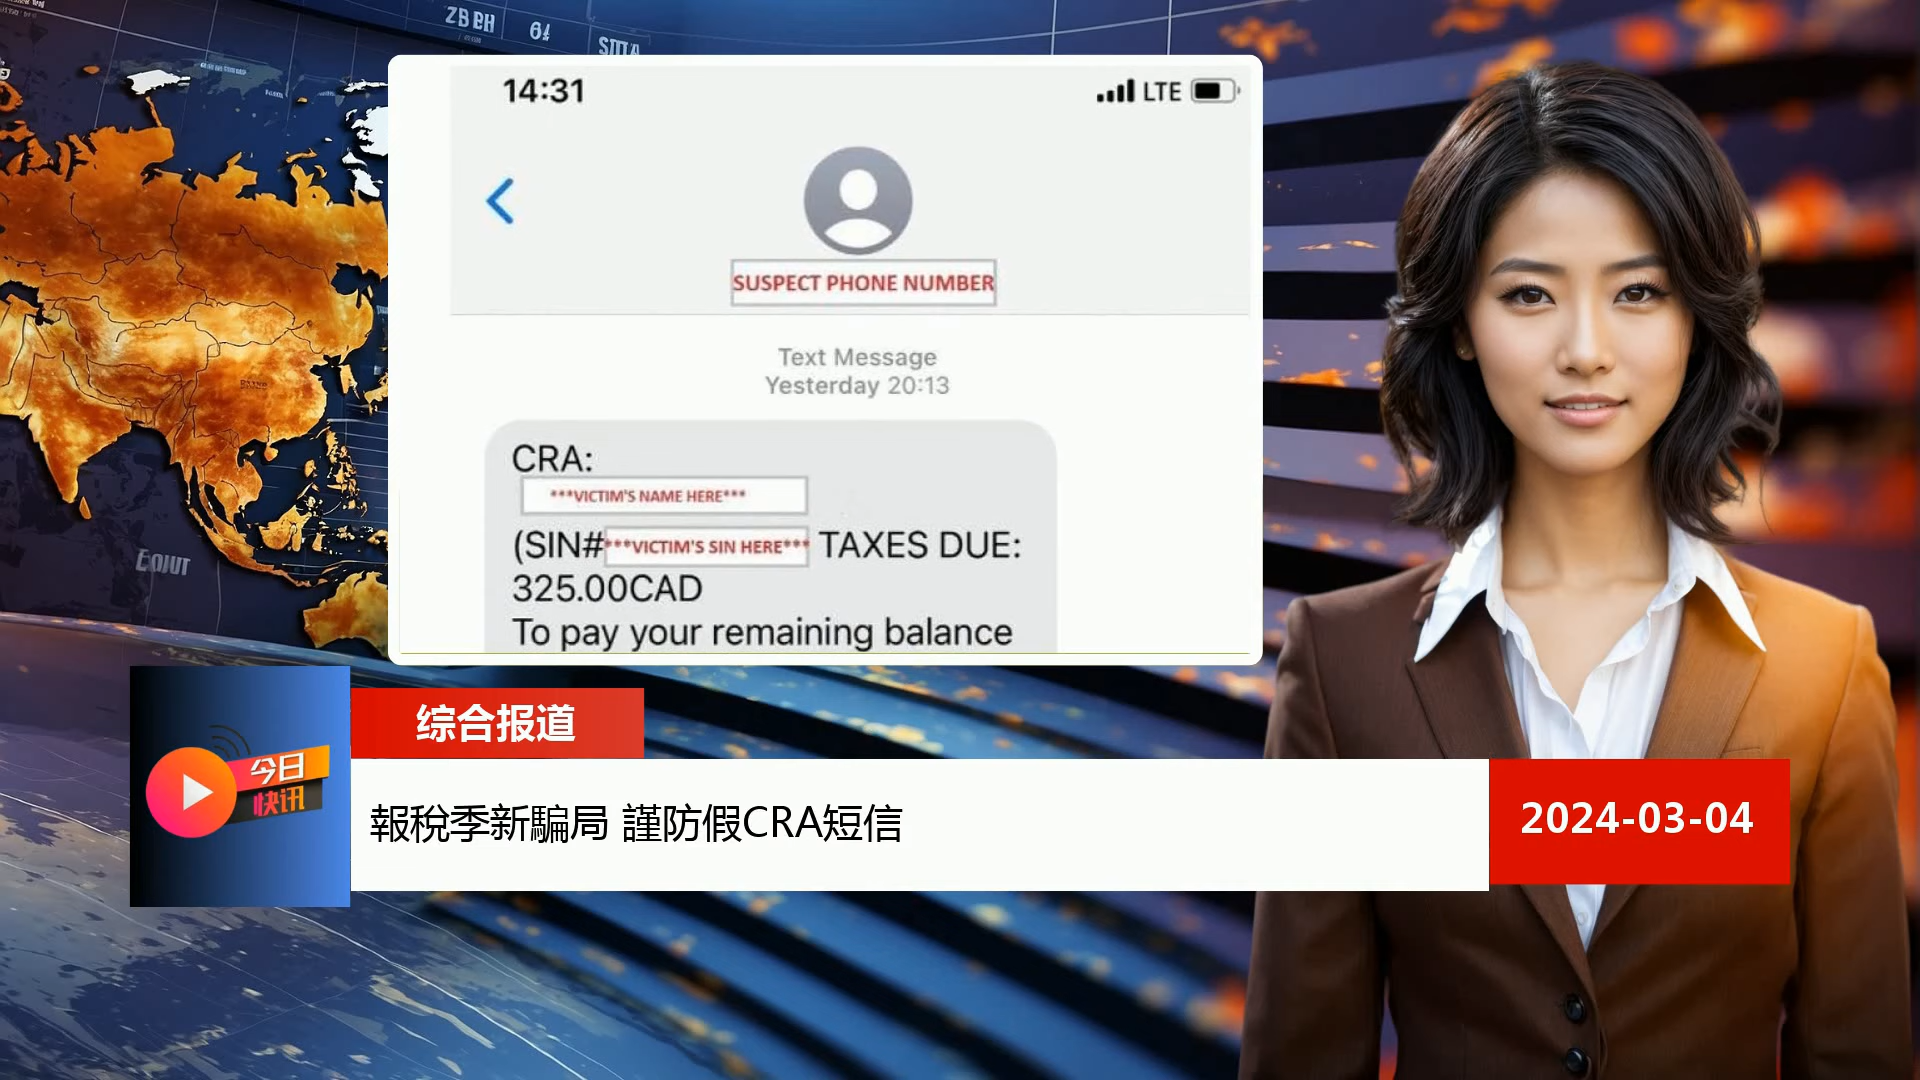 14:31
LTE
SUSPECT PHONE NUMBER
Text Message
Yesterday 20:13
CRA:
***VICTIM'S NAME HERE***
(SIN#***VICTIM'S SIN HERE*** TAXES DUE:
325.00CAD
To pay your remaining balance
综合报道
今日
快讯
報稅季新騙局 謹防假CRA短信
2024-03-04